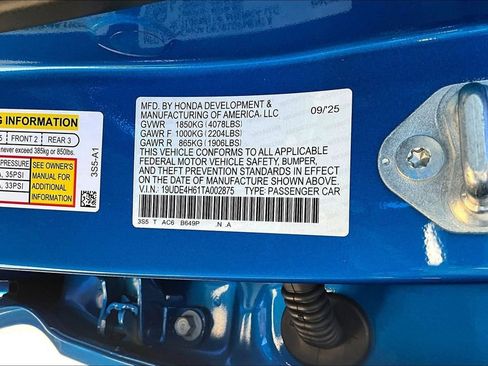 G INFORMATION
5 FRONT 2 REAR 3
never exceed 385kg or 850lbs.
PRESSURE
A, 35PSI
A, 33PSI
SEE OWNER'S
MANUAL FOR
ADDITIONAL
INFORMATION
3S5-A1
MFD. BY HONDA DEVELOPMENT &
MANUFACTURING OF AMERICA, LLC 09/'25
GVWR 1850KG(4078LBS)
GAWR F 1000KG(2204LBS)
GAWR R 865KG(1906LBS)
THIS VEHICLE CONFORMS TO ALL APPLICABLE
FEDERAL MOTOR VEHICLE SAFETY, BUMPER,
AND THEFT PREVENTION STANDARDS IN EFFECT
ON THE DATE OF MANUFACTURE SHOWN ABOVE.
V.I.N.: 19UDE4H61TA002875 TYPE: PASSENGER CAR
3S5 T AC6 B649P .N .A